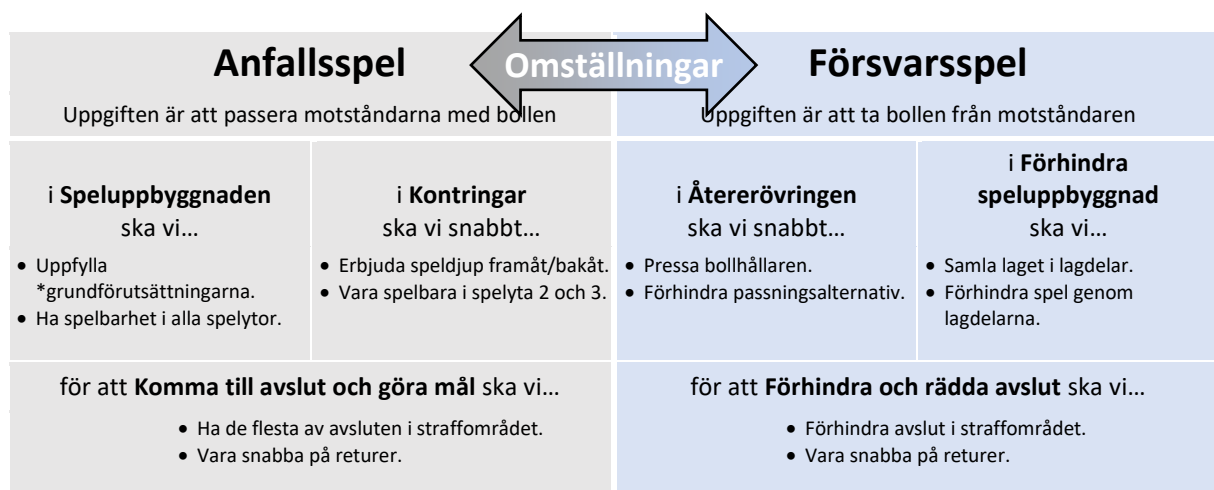 Anfallsspel
Omställningar
Försvarsspel
Uppgiften är att passera motståndarna med bollen
Uppgiften är att ta bollen från motståndaren
i Speluppbyggnaden
ska vi...
• Uppfylla
*grundförutsättningarna.
• Ha spelbarhet i alla spelytor.
i Kontringar
ska vi snabbt...
• Erbjuda speldjup framåt/bakåt.
• Vara spelbara i spelyta 2 och 3.
i Återerövringen
ska vi snabbt...
• Pressa bollhållaren.
• Förhindra passningsalternativ.
i Förhindra
speluppbyggnad
ska vi...
• Samla laget i lagdelar.
• Förhindra spel genom
lagdelarna.
för att Komma till avslut och göra mål ska vi...
• Ha de flesta av avsluten i straffområdet.
• Vara snabba på returer.
för att Förhindra och rädda avslut ska vi...
• Förhindra avslut i straffområdet.
• Vara snabba på returer.